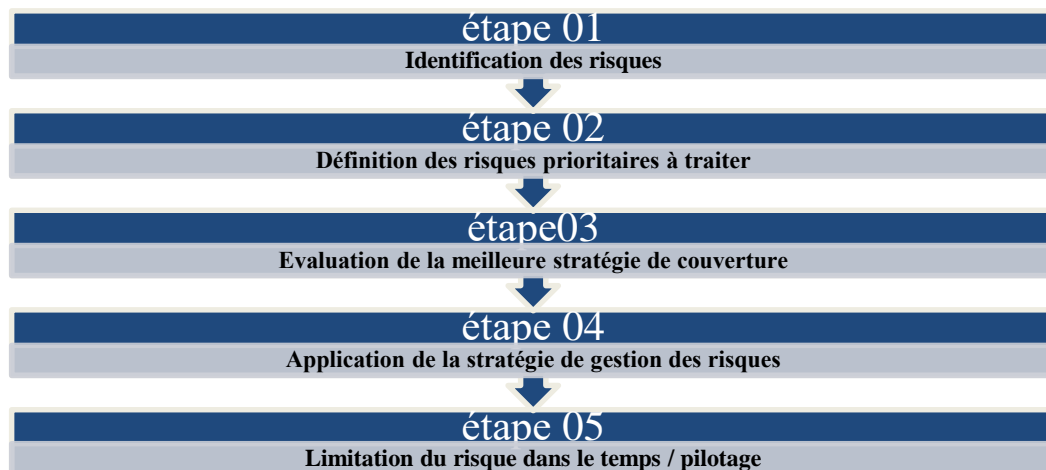 étape 01
Identification des risques
étape 02
Définition des risques prioritaires à traiter
étape03
Evaluation de la meilleure stratégie de couverture
étape 04
Application de la stratégie de gestion des risques
étape 05
Limitation du risque dans le temps / pilotage